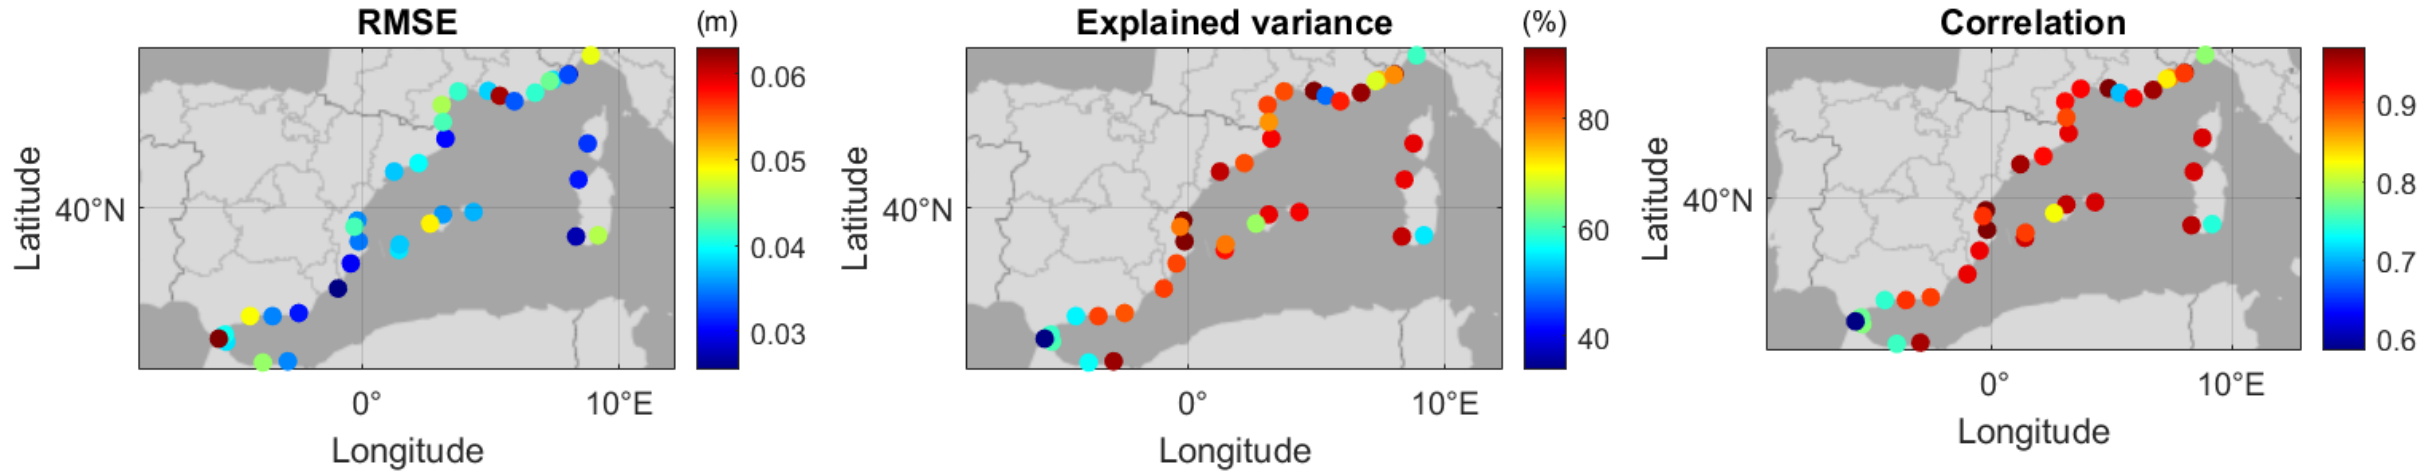 RMSE
(m)
0.06
0.05
0.04
0.03
Latitude
40°N
0°
10°E
Longitude
Explained variance
(%)
80
60
40
Latitude
40°N
0°
10°E
Longitude
Correlation
0.9
0.8
0.7
0.6
Latitude
40°N
0°
10°E
Longitude